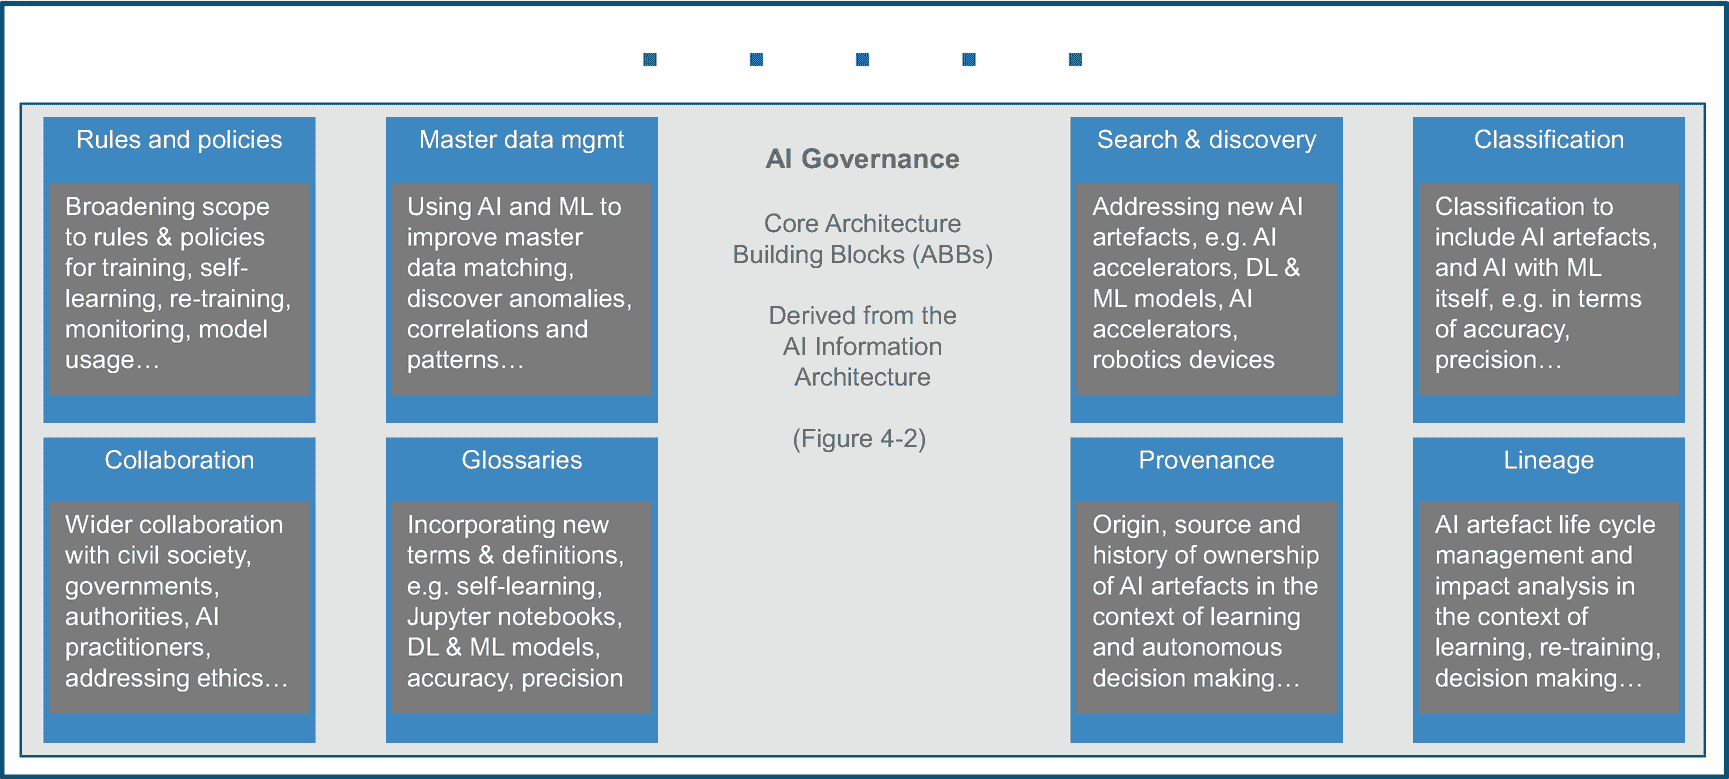 Rules and policies
Broadening scope
to rules & policies
for training, self-
learning, re-training,
monitoring, model
usage…
Master data mgmt
Using AI and ML to
improve master
data matching,
discover anomalies,
correlations and
patterns…
AI Governance
Core Architecture
Building Blocks (ABBs)
Derived from the
AI Information
Architecture
(Figure 4-2)
Search & discovery
Addressing new AI
artefacts, e.g. AI
accelerators, DL &
ML models, AI
accelerators,
robotics devices
Classification
Classification to
include AI artefacts,
and AI with ML
itself, e.g. in terms
of accuracy,
precision…
Collaboration
Wider collaboration
with civil society,
governments,
authorities, AI
practitioners,
addressing ethics…
Glossaries
Incorporating new
terms & definitions,
e.g. self-learning,
Jupyter notebooks,
DL & ML models,
accuracy, precision
Provenance
Origin, source and
history of ownership
of AI artefacts in the
context of learning
and autonomous
decision making…
Lineage
AI artefact life cycle
management and
impact analysis in
the context of
learning, re-training,
decision making…